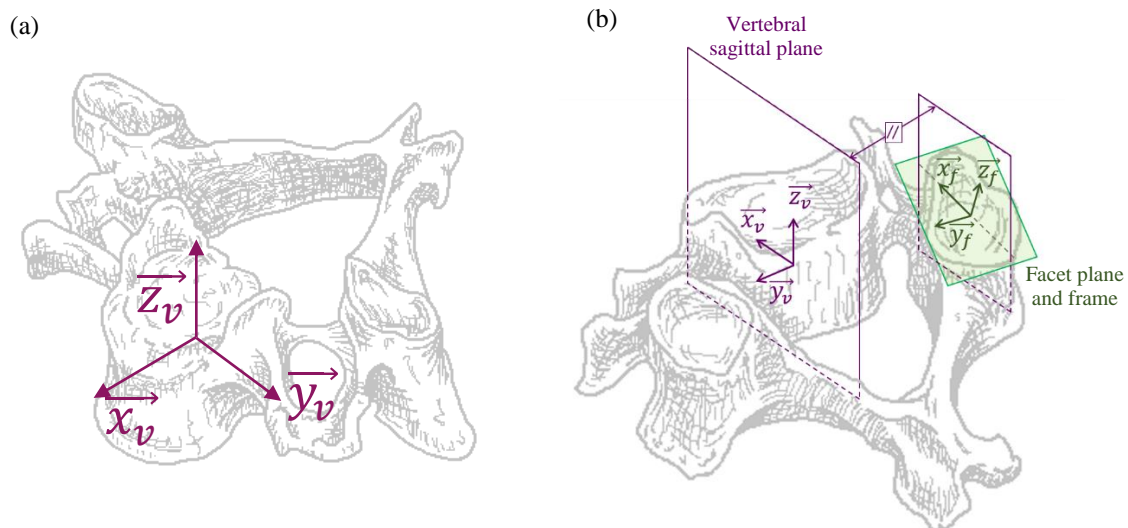 (a)
(b)
Vertebral
sagittal plane
//
x_f
z_f
z_v
x_v
y_f
z_v
y_v
Facet plane
and frame
y_v
x_v